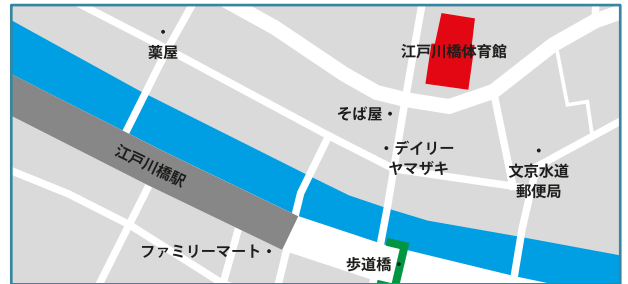 薬屋
江戸川橋体育館
そば屋
デイリー
ヤマザキ
文京水道
郵便局
江戸川橋駅
ファミリーマート
歩道橋